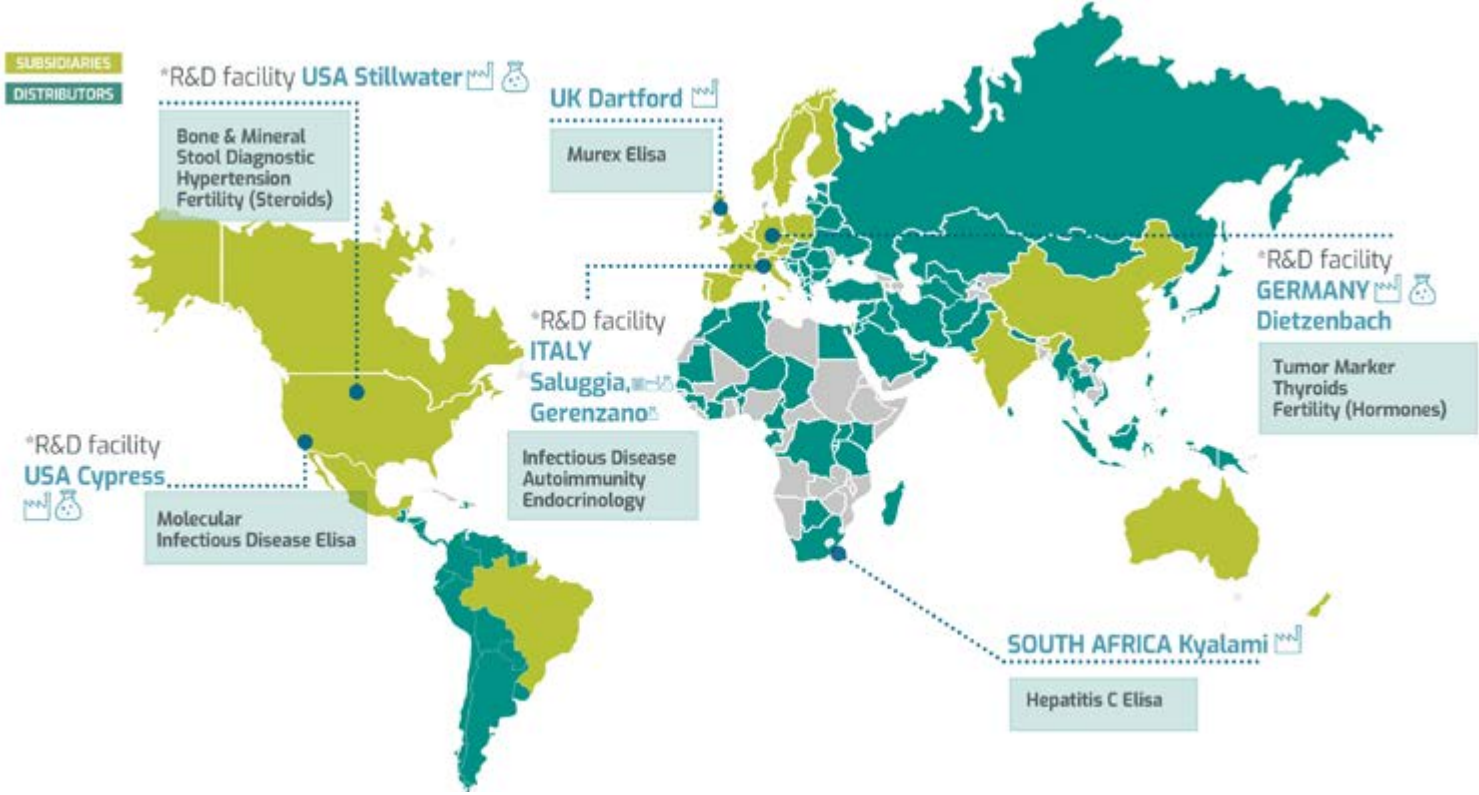 SUBSIDIARIES
DISTRIBUTORS
*R&D facility USA Stillwater
Bone & Mineral
Stool Diagnostic
Hypertension
Fertility (Steroids)
UK Dartford
Murex Elisa
*R&D facility
GERMANY
Dietzenbach
Tumor Marker
Thyroids
Fertility (Hormones)
*R&D facility
ITALY
Saluggia,
Gerenzano
Infectious Disease
Autoimmunity
Endocrinology
*R&D facility
USA Cypress
Molecular
Infectious Disease Elisa
SOUTH AFRICA Kyalami
Hepatitis C Elisa